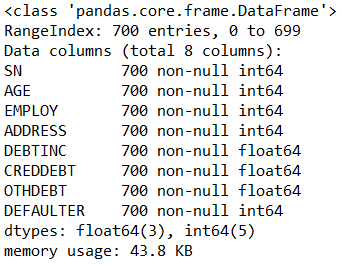 <class 'pandas.core.frame.DataFrame'>
RangeIndex: 700 entries, 0 to 699
Data columns (total 8 columns):
SN           700 non-null int64
AGE          700 non-null int64
EMPLOY       700 non-null int64
ADDRESS      700 non-null int64
DEBTINC      700 non-null float64
CREDDEBT     700 non-null float64
OTHDEBT      700 non-null float64
DEFAULTER    700 non-null int64
dtypes: float64(3), int64(5)
memory usage: 43.8 KB